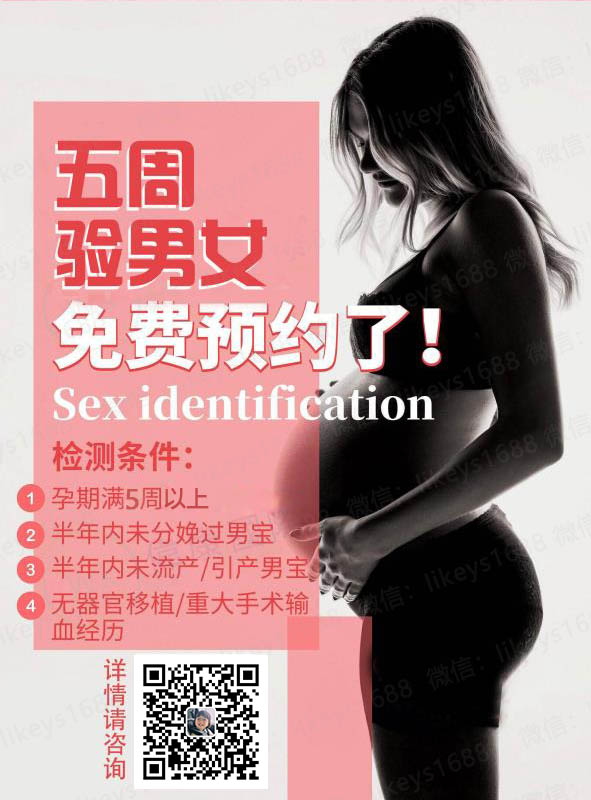 五周
验男女
免费预约了！
Sex identification
检测条件：
1 孕期满5周以上
2 半年内未分娩过男宝
3 半年内未流产/引产男宝
4 无器官移植/重大手术输
血经历
详情请咨询
微信：likeys1688